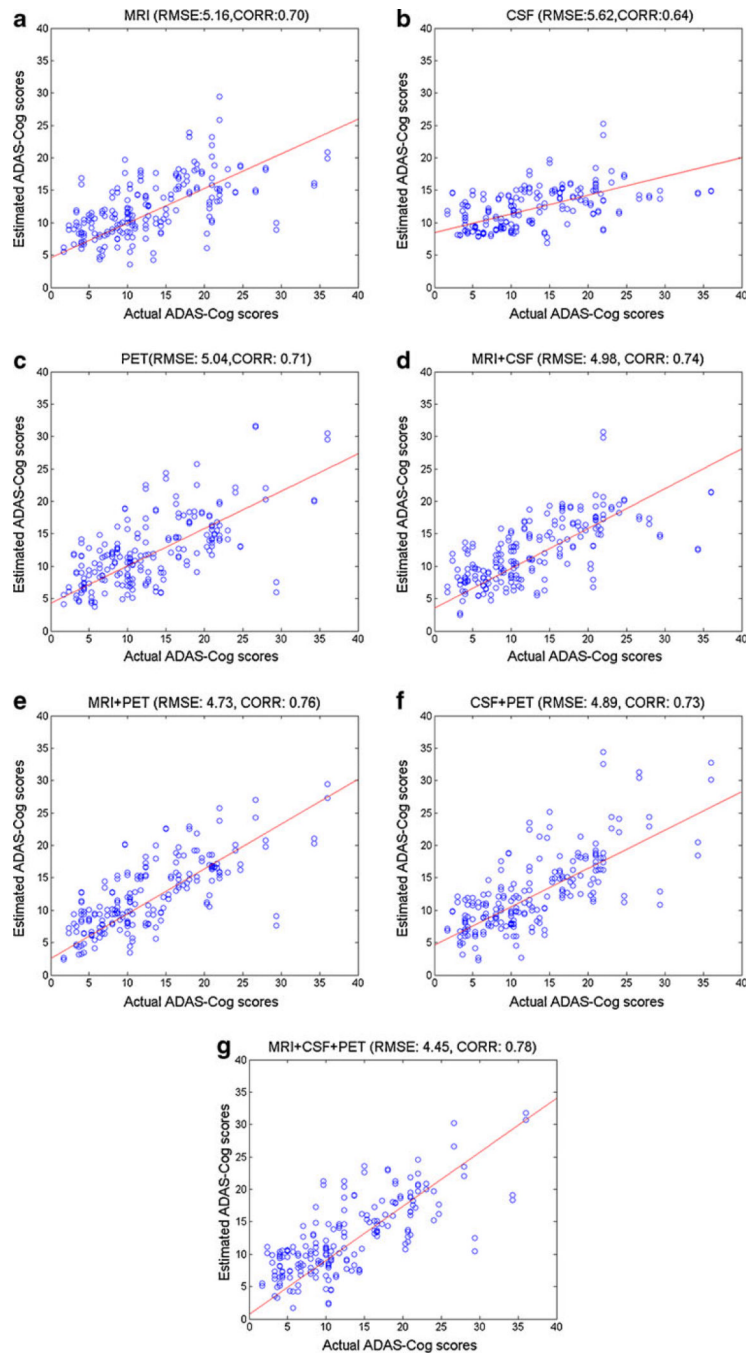 a
MRI (RMSE:5.16,CORR:0.70)
40
35
30
25
20
15
10
5
0
Estimated ADAS-Cog scores
0 5 10 15 20 25 30 35 40
Actual ADAS-Cog scores
b
CSF (RMSE:5.62,CORR:0.64)
40
35
30
25
20
15
10
5
0
Estimated ADAS-Cog scores
0 5 10 15 20 25 30 35 40
Actual ADAS-Cog scores
c
PET(RMSE: 5.04,CORR: 0.71)
40
35
30
25
20
15
10
5
0
Estimated ADAS-Cog scores
0 5 10 15 20 25 30 35 40
Actual ADAS-Cog scores
d
MRI+CSF (RMSE: 4.98, CORR: 0.74)
40
35
30
25
20
15
10
5
0
Estimated ADAS-Cog scores
0 5 10 15 20 25 30 35 40
Actual ADAS-Cog scores
e
MRI+PET (RMSE: 4.73, CORR: 0.76)
40
35
30
25
20
15
10
5
0
Estimated ADAS-Cog scores
0 5 10 15 20 25 30 35 40
Actual ADAS-Cog scores
f
CSF+PET (RMSE: 4.89, CORR: 0.73)
40
35
30
25
20
15
10
5
0
Estimated ADAS-Cog scores
0 5 10 15 20 25 30 35 40
Actual ADAS-Cog scores
g
MRI+CSF+PET (RMSE: 4.45, CORR: 0.78)
40
35
30
25
20
15
10
5
0
Estimated ADAS-Cog scores
0 5 10 15 20 25 30 35 40
Actual ADAS-Cog scores